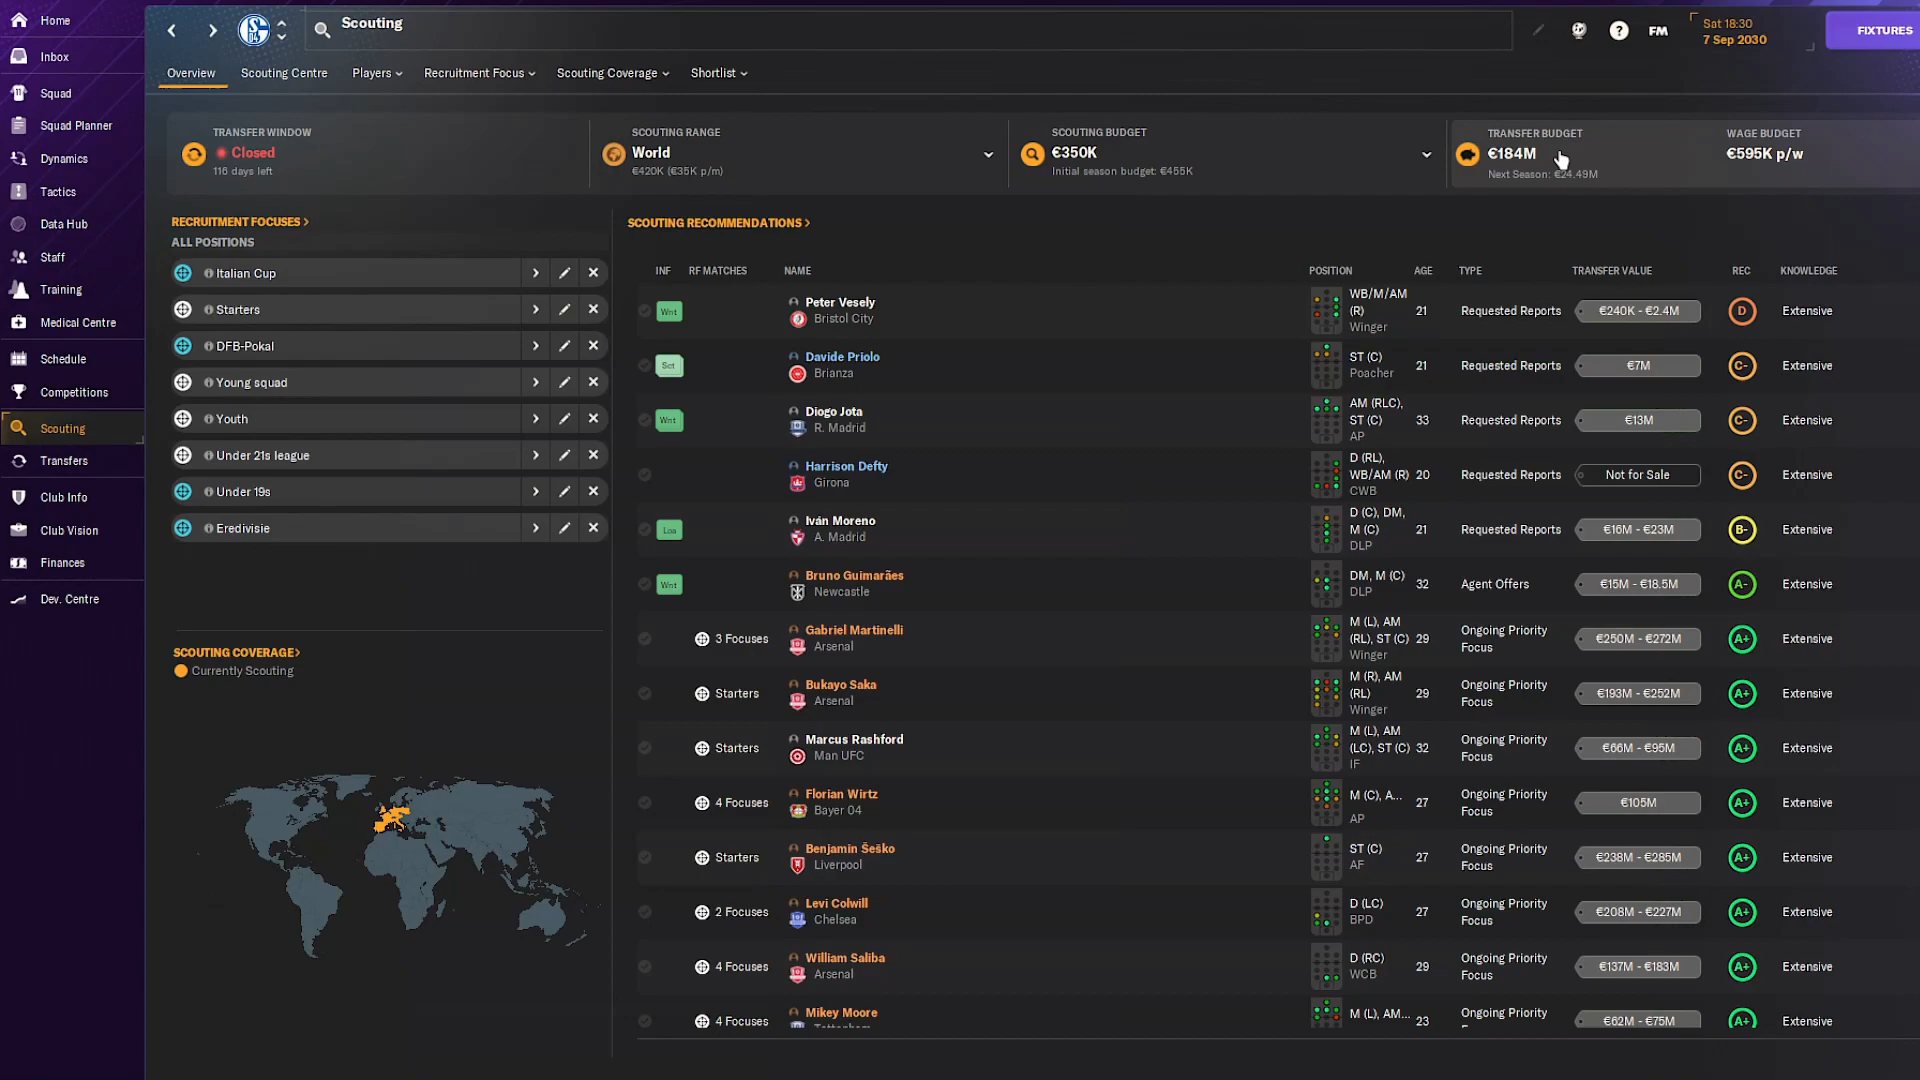 Home
Inbox
Squad
Squad Planner
Dynamics
Tactics
Data Hub
Staff
Training
Medical Centre
Schedule
Competitions
Scouting
Transfers
Club Info
Club Vision
Finances
Dev. Centre
Scouting
FM
Sat 18:30
7 Sep 2030
FIXTURES
Overview
Scouting Centre
Players
Recruitment Focus
Scouting Coverage
Shortlist
TRANSFER WINDOW
Closed
116 days left
SCOUTING RANGE
World
€420K (€35K p/m)
SCOUTING BUDGET
€350K
Initial season budget: €455K
TRANSFER BUDGET
€184M
Next Season: €24.49M
WAGE BUDGET
€595K p/w
RECRUITMENT FOCUSES >
ALL POSITIONS
Italian Cup
Starters
DFB-Pokal
Young squad
Youth
Under 21s league
Under 19s
Eredivisie
SCOUTING COVERAGE>
Currently Scouting
SCOUTING RECOMMENDATIONS >
INF RF MATCHES NAME POSITION AGE TYPE TRANSFER VALUE REC KNOWLEDGE
Wnt Peter Vesely Bristol City WB/M/AM (R) Winger 21 Requested Reports €240K - €2.4M D Extensive
Sct Davide Priolo Brianza ST (C) Poacher 21 Requested Reports €7M C- Extensive
Wnt Diogo Jota R. Madrid AM (RLC), ST (C) AP 33 Requested Reports €13M C- Extensive
Harrison Defty Girona D (RL), WB/AM (R) CWB 20 Requested Reports Not for Sale C- Extensive
Loa Iván Moreno A. Madrid D (C), DM, M (C) DLP 21 Requested Reports €16M - €23M B- Extensive
Wnt Bruno Guimarães Newcastle DM, M (C) DLP 32 Agent Offers €15M - €18.5M A- Extensive
3 Focuses Gabriel Martinelli Arsenal M (L), AM (RL), ST (C) Winger 29 Ongoing Priority Focus €250M - €272M A+ Extensive
Starters Bukayo Saka Arsenal M (R), AM (RL) Winger 29 Ongoing Priority Focus €193M - €252M A+ Extensive
Starters Marcus Rashford Man UFC M (L), AM (LC), ST (C) IF 32 Ongoing Priority Focus €66M - €95M A+ Extensive
4 Focuses Florian Wirtz Bayer 04 M (C), A... AP 27 Ongoing Priority Focus €105M A+ Extensive
Starters Benjamin Šeško Liverpool ST (C) AF 27 Ongoing Priority Focus €238M - €285M A+ Extensive
2 Focuses Levi Colwill Chelsea D (LC) BPD 27 Ongoing Priority Focus €208M - €227M A+ Extensive
4 Focuses William Saliba Arsenal D (RC) WCB 29 Ongoing Priority Focus €137M - €183M A+ Extensive
4 Focuses Mikey Moore M (L), AM... 23 Ongoing Priority €62M - €75M A+ Extensive